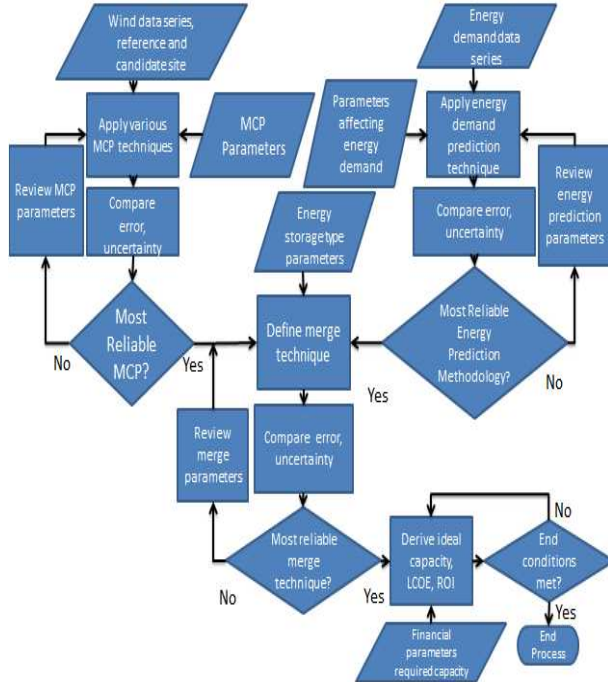 Wind data series,
reference and
candidate site
Energy
demand data
series
Apply various
MCP techniques
MCP
Parameters
Parameters
affecting
energy
demand
Apply energy
demand
prediction
technique
Review MCP
parameters
Compare error,
uncertainty
Energy
storage type
parameters
Compare error,
uncertainty
Review
energy
prediction
parameters
Most
Reliable
MCP?
No
Yes
Define merge
technique
Most Reliable
Energy
Prediction
Methodology?
Yes
No
Review
merge
parameters
Compare error,
uncertainty
Most reliable
merge
technique?
No
Yes
Derive ideal
capacity,
LCOE, ROI
End
conditions
met?
No
Yes
Financial
parameters
required capacity
End
Process